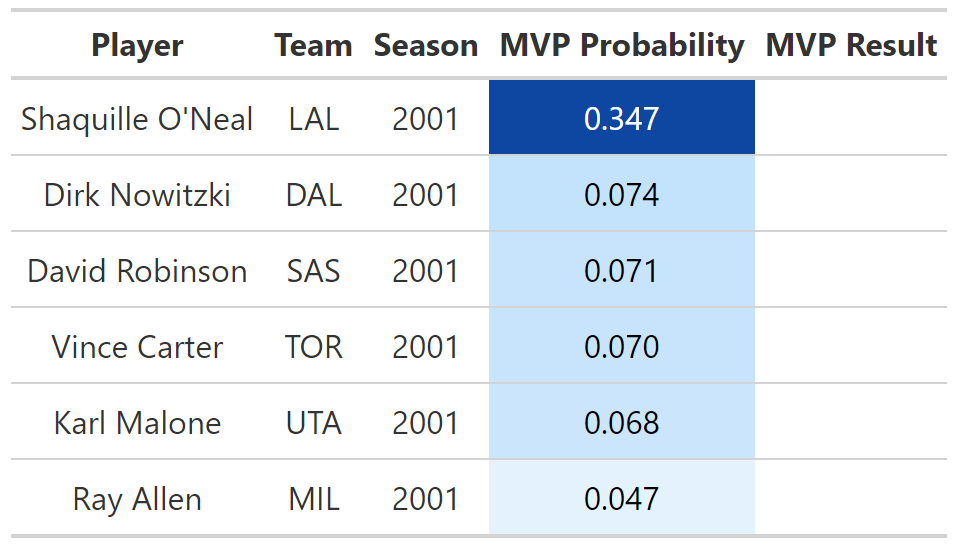 Player Team Season MVP Probability MVP Result
Shaquille O'Neal LAL 2001 0.347
Dirk Nowitzki DAL 2001 0.074
David Robinson SAS 2001 0.071
Vince Carter TOR 2001 0.070
Karl Malone UTA 2001 0.068
Ray Allen MIL 2001 0.047